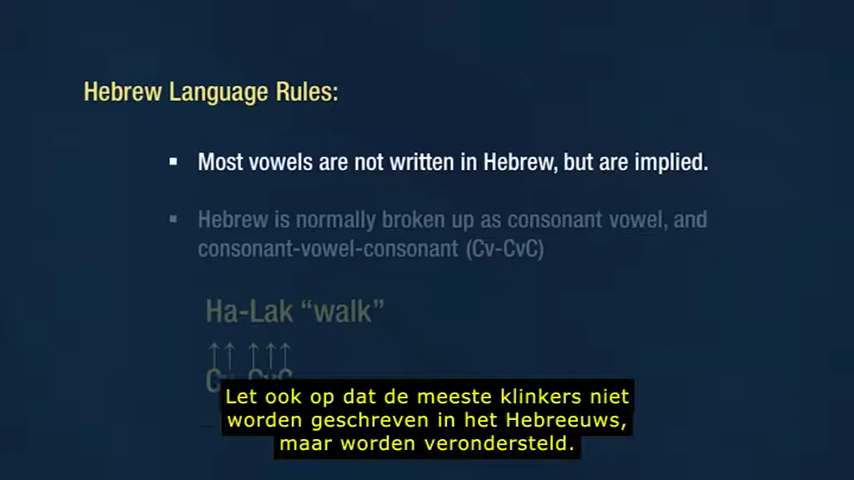 Hebrew Language Rules:
▪ Most vowels are not written in Hebrew, but are implied.
▪ Hebrew is normally broken up as consonant vowel, and
consonant-vowel-consonant (Cv-CvC)
Ha-Lak “walk”
↑↑ ↑↑↑
Cv-CvC
Let ook op dat de meeste klinkers niet
worden geschreven in het Hebreeuws,
maar worden verondersteld.